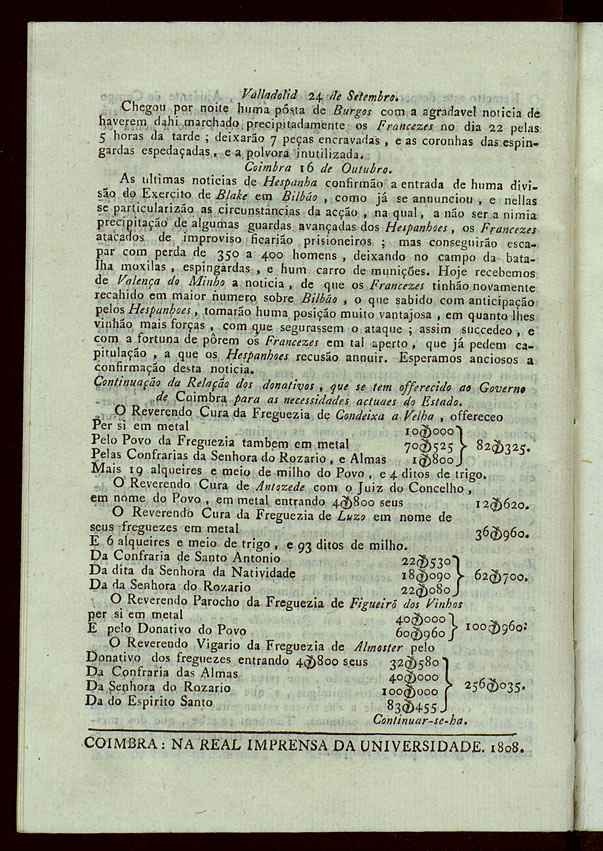 Valladolid 24 de Setembro.
Chegou por noite huma pósta de Burgos com a agradavel noticia de
haverem dahi marchado precipitadamente os Francezes no dia 22 pelas
5 horas da tarde ; deixarão 7 peças encravadas , e as coronhas das espin-
gardas espedaçadas , e a polvora inutilizada.
Coimbra 16 de Outubro.
As ultimas noticias de Hespanha confirmão a entrada de huma divi-
são do Exercito de Blake em Bilbáo , como já se annunciou , e nellas
se particularizão as circunstancias da acção , na qual , a não ser a nimia
precipitação de algumas guardas avançadas dos Hespanhoes , os Francezes
atacados de improviso ficarião prisioneiros ; mas conseguirão esca-
par com perda de 350 a 400 homens , deixando no campo da bata-
lha moxilas , espingardas , e hum carro de munições. Hoje recebemos
de Valença do Minho a noticia , de que os Francezes tinhão novamente
recahido em maior numero sobre Bilbáo , o que sabido com anticipação
pelos Hespanhoes , tomarão huma posição muito vantajosa , em quanto lhes
vinhão mais forças , com que segurassem o ataque ; assim succedeo , e
com a fortuna de pôrem os Francezes em tal aperto , que já pedem ca-
pitulação , a que os Hespanhoes recusão annuir. Esperamos anciosos a
confirmação desta noticia.
Continuação da Relação dos donativos , que se tem offerecido ao Governo
de Coimbra para as necessidades actuaes do Estado.
O Reverendo Cura da Freguezia de Condeixa a Velha , offereceo
Per si em metal 10$000
Pelo Povo da Freguezia tambem em metal 70$525 } 82$325.
Pelas Confrarias da Senhora do Rozario , e Almas 1$800
Mais 19 alqueires e meio de milho do Povo , e 4 ditos de trigo.
O Reverendo Cura de Antozede com o Juiz do Concelho ,
em nome do Povo , em metal entrando 4$800 seus 12$620.
O Reverendo Cura da Freguezia de Luzo em nome de
seus freguezes em metal 36$960.
E 6 alqueires e meio de trigo , e 93 ditos de milho.
Da Confraria de Santo Antonio 22$530
Da dita da Senhora da Natividade 18$090 } 62$700.
Da da Senhora do Rozario 22$080
O Reverendo Parocho da Freguezia de Figueiró dos Vinhos
per si em metal 40$000
E pelo Donativo do Povo 60$960 } 100$960.
O Reverendo Vigario da Freguezia de Almoster pelo
Donativo dos freguezes entrando 4$800 seus 32$580
Da Confraria das Almas 40$000
Da Senhora do Rozario 100$000 } 256$035.
Da do Espirito Santo 83$455
Continuar-se-ha.
COIMBRA: NA REAL IMPRENSA DA UNIVERSIDADE. 1808.